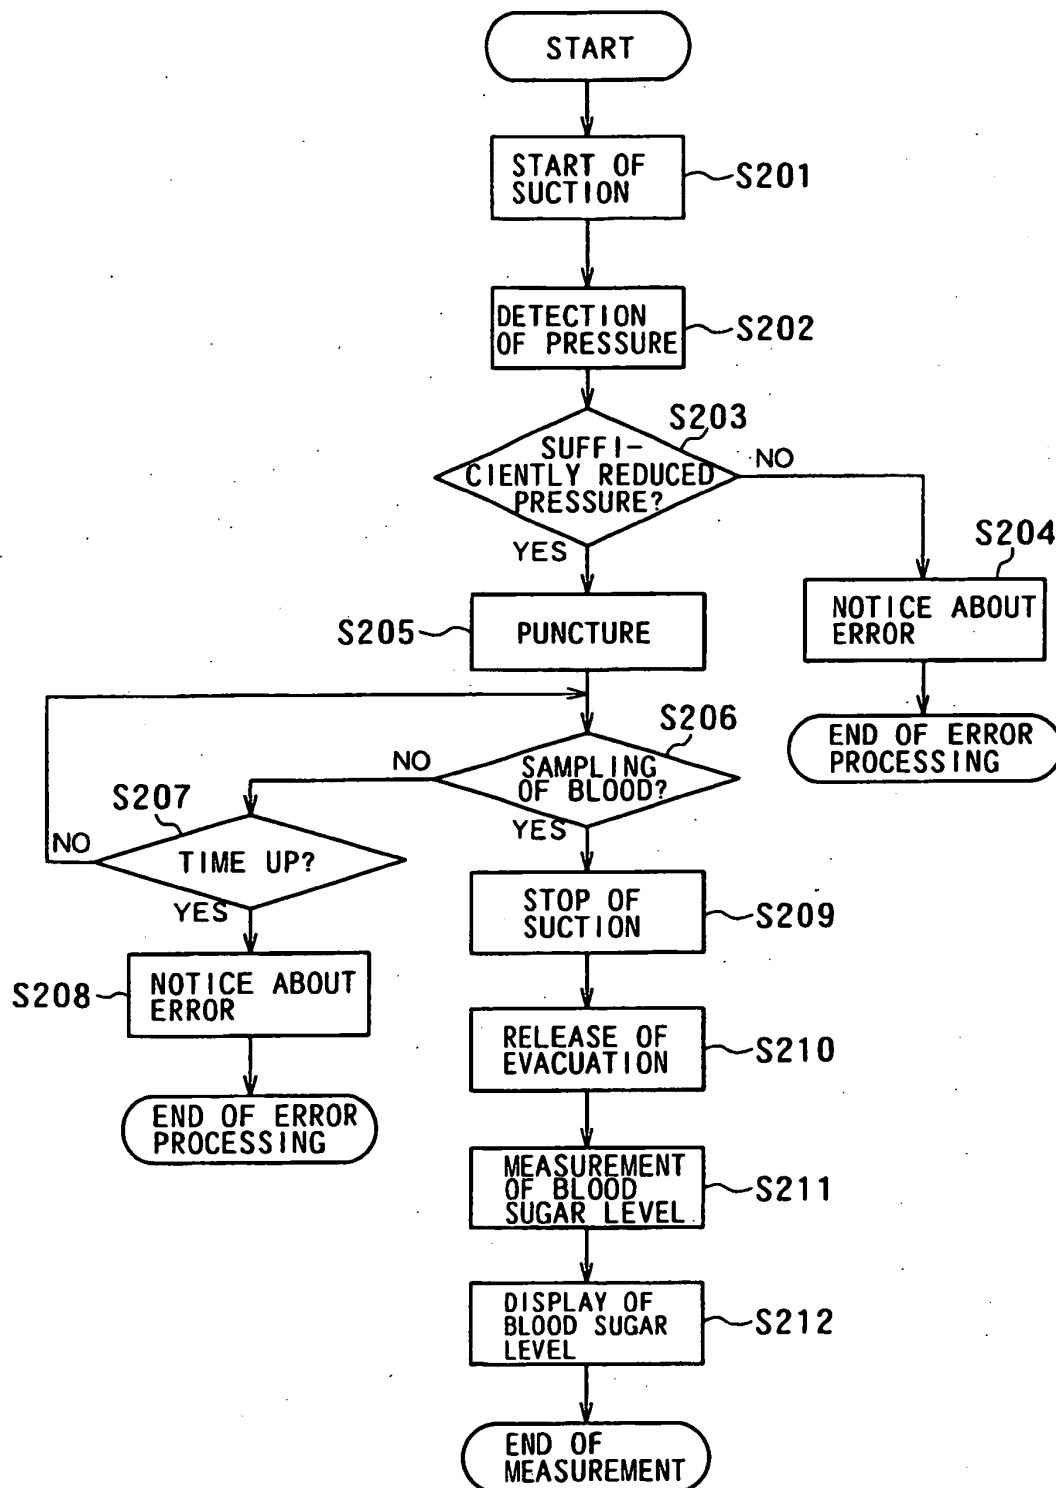 START
START OF
SUCTION
S201
DETECTION
OF PRESSURE
S202
S203
SUFFI-
CIENTLY REDUCED
PRESSURE?
NO
YES
S204
NOTICE ABOUT
ERROR
END OF ERROR
PROCESSING
S205
PUNCTURE
S206
SAMPLING
OF BLOOD?
NO
YES
S207
TIME UP?
NO
YES
S208
NOTICE ABOUT
ERROR
END OF ERROR
PROCESSING
STOP OF
SUCTION
S209
RELEASE OF
EVACUATION
S210
MEASUREMENT
OF BLOOD
SUGAR LEVEL
S211
DISPLAY OF
BLOOD SUGAR
LEVEL
S212
END OF
MEASUREMENT